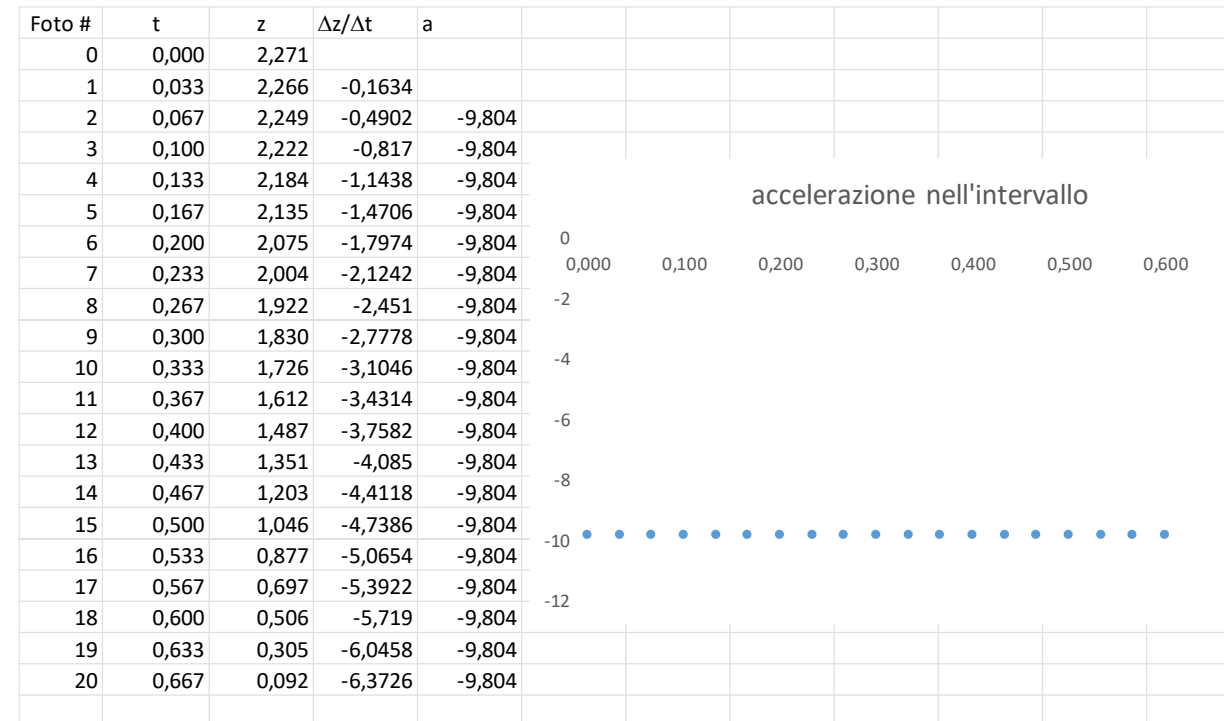 Foto # t z Δz/Δt a
0 0,000 2,271
1 0,033 2,266 -0,1634
2 0,067 2,249 -0,4902 -9,804
3 0,100 2,222 -0,817 -9,804
4 0,133 2,184 -1,1438 -9,804
5 0,167 2,135 -1,4706 -9,804
6 0,200 2,075 -1,7974 -9,804
7 0,233 2,004 -2,1242 -9,804
8 0,267 1,922 -2,451 -9,804
9 0,300 1,830 -2,7778 -9,804
10 0,333 1,726 -3,1046 -9,804
11 0,367 1,612 -3,4314 -9,804
12 0,400 1,487 -3,7582 -9,804
13 0,433 1,351 -4,085 -9,804
14 0,467 1,203 -4,4118 -9,804
15 0,500 1,046 -4,7386 -9,804
16 0,533 0,877 -5,0654 -9,804
17 0,567 0,697 -5,3922 -9,804
18 0,600 0,506 -5,719 -9,804
19 0,633 0,305 -6,0458 -9,804
20 0,667 0,092 -6,3726 -9,804
accelerazione nell'intervallo
0
0,000 0,100 0,200 0,300 0,400 0,500 0,600
-2
-4
-6
-8
-10
-12